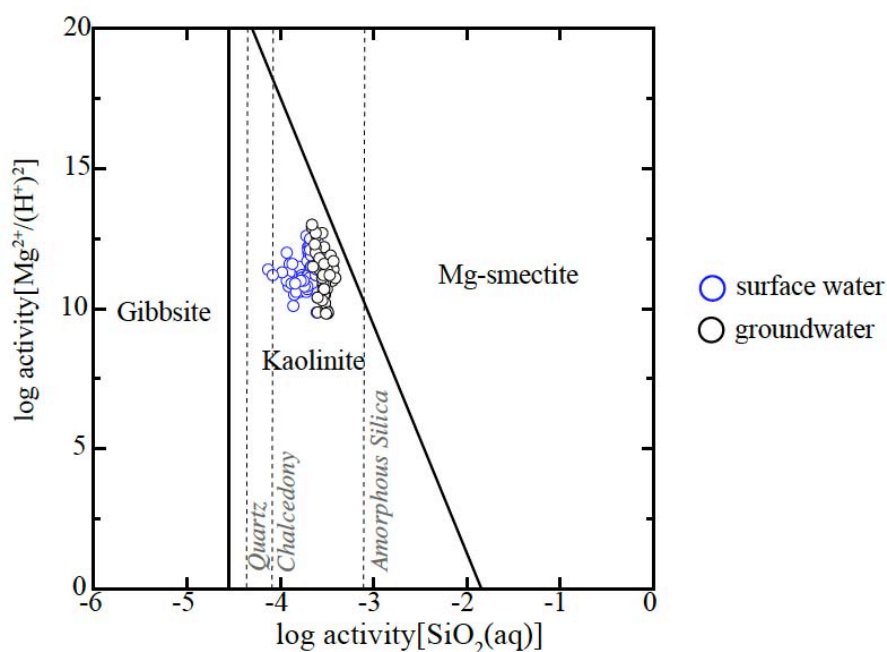 20
15
10
5
0
log activity[Mg²⁺/(H⁺)²]
Gibbsite
Kaolinite
Mg-smectite
Quartz
Chalcedony
Amorphous Silica
-6
-5
-4
-3
-2
-1
0
log activity[SiO₂(aq)]
surface water
groundwater